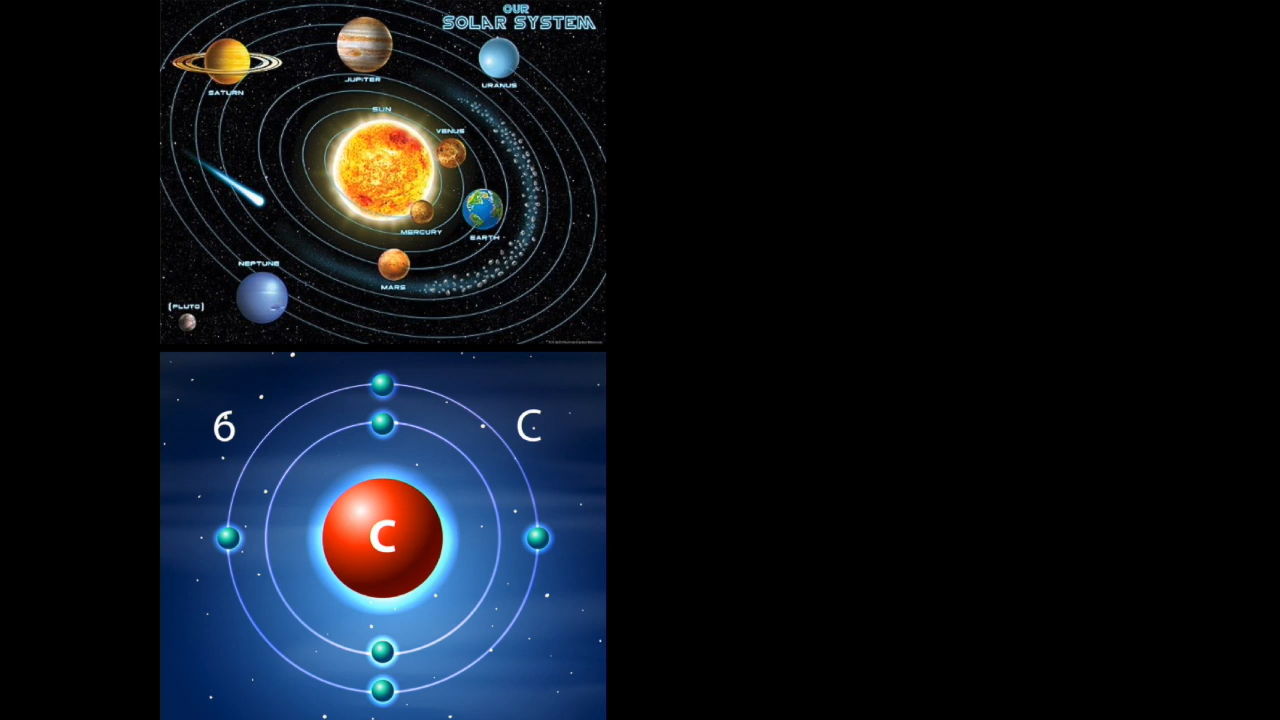 OUR
SOLAR SYSTEM
SATURN
JUPITER
URANUS
SUN
VENUS
MERCURY
EARTH
MARS
NEPTUNE
(PLUTO)
6
C
C